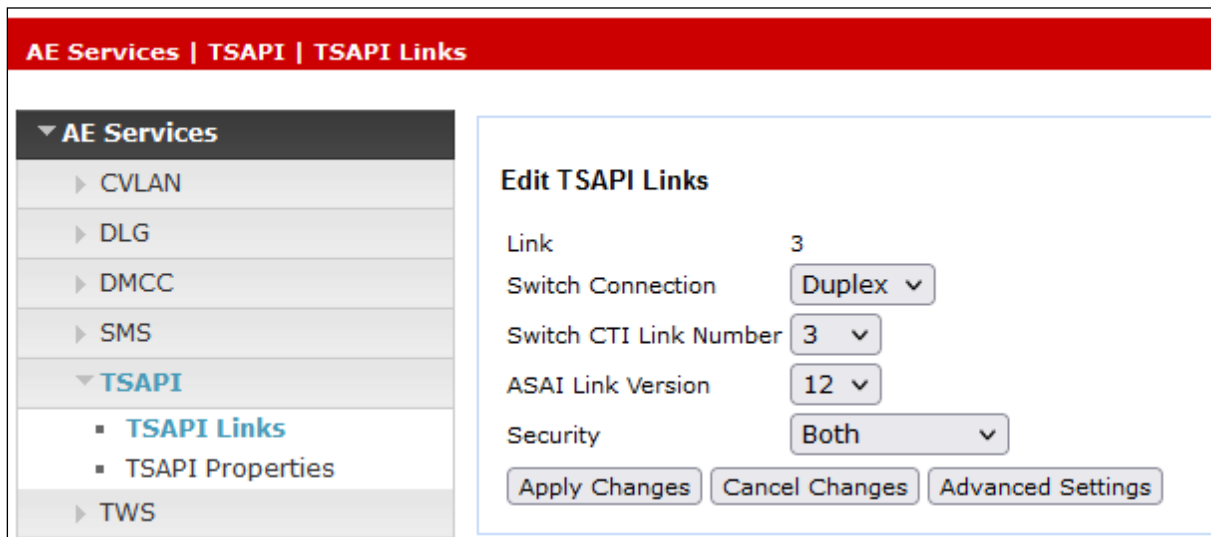 AE Services | TSAPI | TSAPI Links
AE Services
CVLAN
DLG
DMCC
SMS
TSAPI
TSAPI Links
TSAPI Properties
TWS
Edit TSAPI Links
Link 3
Switch Connection Duplex
Switch CTI Link Number 3
ASAI Link Version 12
Security Both
Apply Changes Cancel Changes Advanced Settings